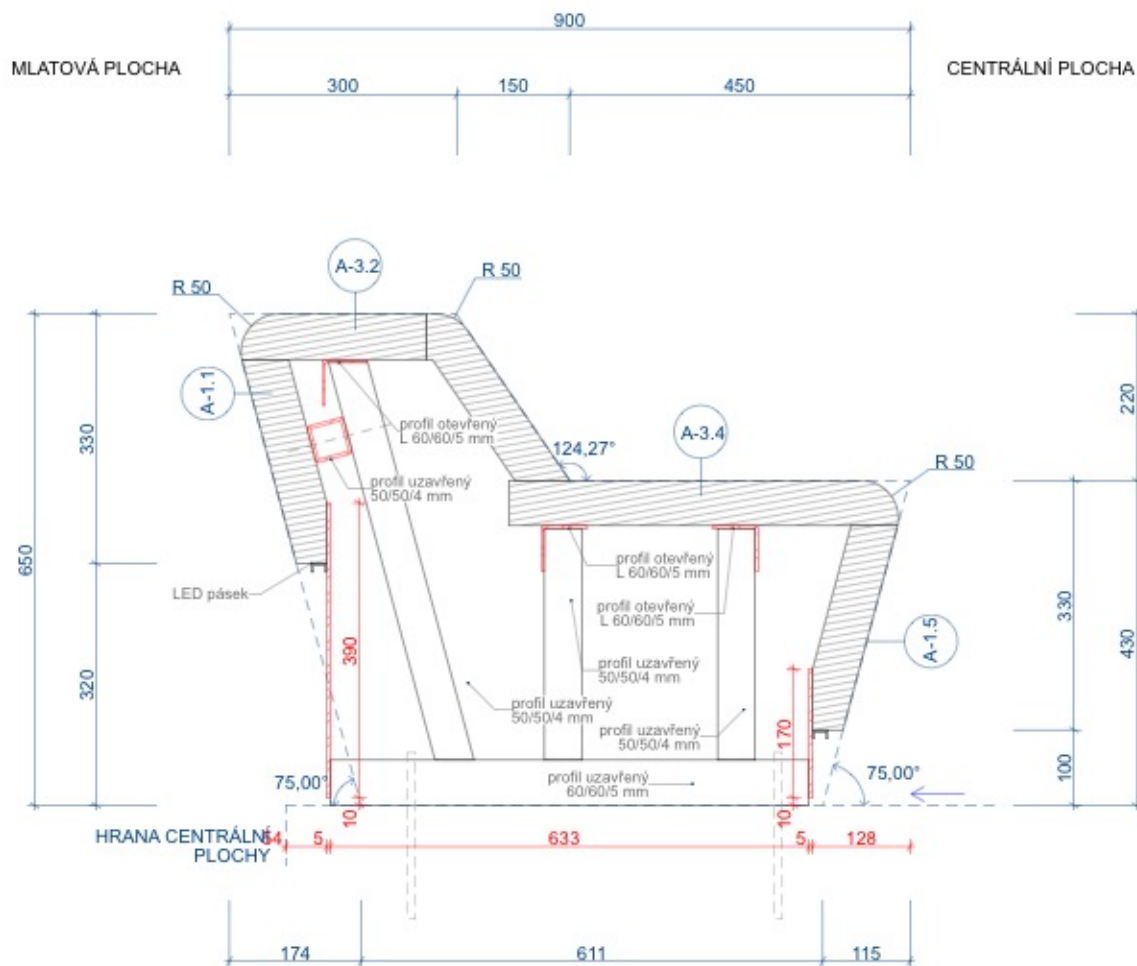 900
MLATOVÁ PLOCHA
CENTRÁLNÍ PLOCHA
300
150
450
A-3.2
R 50
R 50
A-1.1
profil otevřený
L 60/60/5 mm
124,27°
A-3.4
R 50
220
330
profil uzavřený
50/50/4 mm
650
profil otevřený
L 60/60/5 mm
LED pásek
profil otevřený
L 60/60/5 mm
A-1.5
330
430
390
profil uzavřený
50/50/4 mm
320
profil uzavřený
50/50/4 mm
profil uzavřený
50/50/4 mm
170
75,00°
profil uzavřený
60/60/5 mm
75,00°
100
10
10
HRANA CENTRÁLNÍ
PLOCHY
5
633
5
128
174
611
115